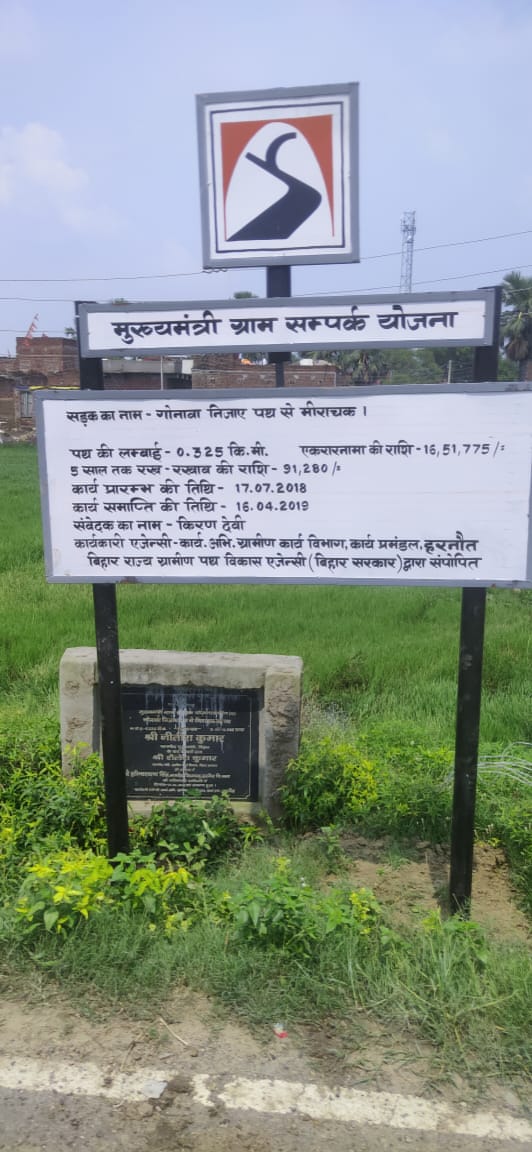 मुख्यमंत्री ग्राम सम्पर्क योजना
सड़क का नाम - गोनावा निजाए पथ से मीराचक ।
पथ की लम्बाई - 0.325 कि.मी. एकरारनामा की राशि - 16,51,775/=
5 साल तक रख - रखाव की राशि - 91,280/=
कार्य प्रारम्भ की तिथि - 17.07.2018
कार्य समाप्ति की तिथि - 16.04.2019
संवेदक का नाम - किरण देवी
कार्यकारी एजेन्सी - कार्य. अभि. ग्रामीण कार्य विभाग, कार्य प्रमंडल, हरनौत
बिहार राज्य ग्रामीण पथ विकास एजेन्सी (बिहार सरकार) द्वारा संपोषित
श्री नीतीश कुमार
श्री शैलेश कुमार